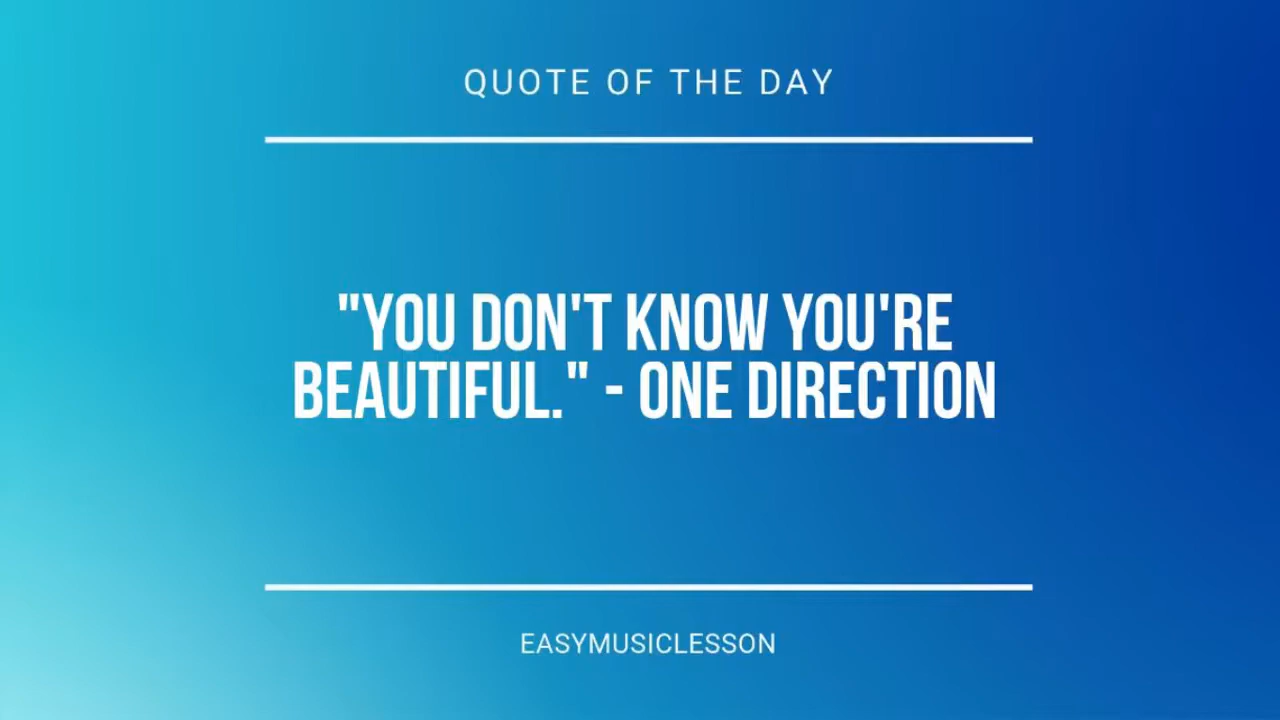 QUOTE OF THE DAY
"YOU DON'T KNOW YOU'RE
BEAUTIFUL." - ONE DIRECTION
EASYMUSICLESSON